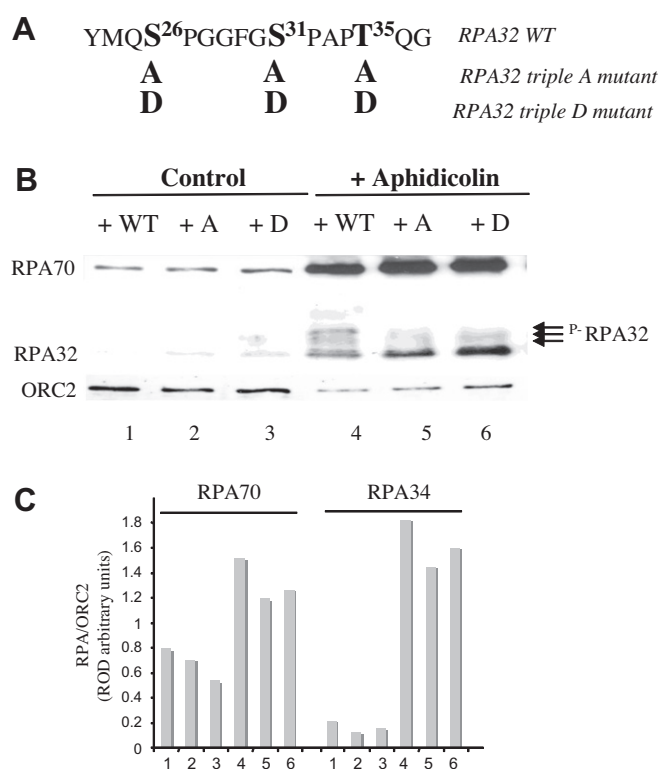 A
YMQS26PGGFGS31PAPT35QG RPA32 WT
A A A RPA32 triple A mutant
D D D RPA32 triple D mutant
B
Control + Aphidicolin
+ WT + A + D + WT + A + D
RPA70
P- RPA32
RPA32
ORC2
1 2 3 4 5 6
C
RPA70 RPA34
RPA/ORC2
(ROD arbitrary units)
1.8
1.6
1.4
1.2
1
0.8
0.6
0.4
0.2
0
1 2 3 4 5 6 1 2 3 4 5 6